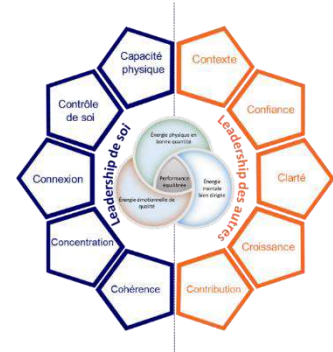 Capacité
physique
Contexte
Contrôle
de soi
Confiance
Leadership de soi
Leadership des autres
Énergie physique en
bonne quantité
Connexion
Clarté
Performance
équilibrée
Énergie
mentale
bien dirigée
Énergie émotionnelle de
qualité
Concentration
Croissance
Cohérence
Contribution